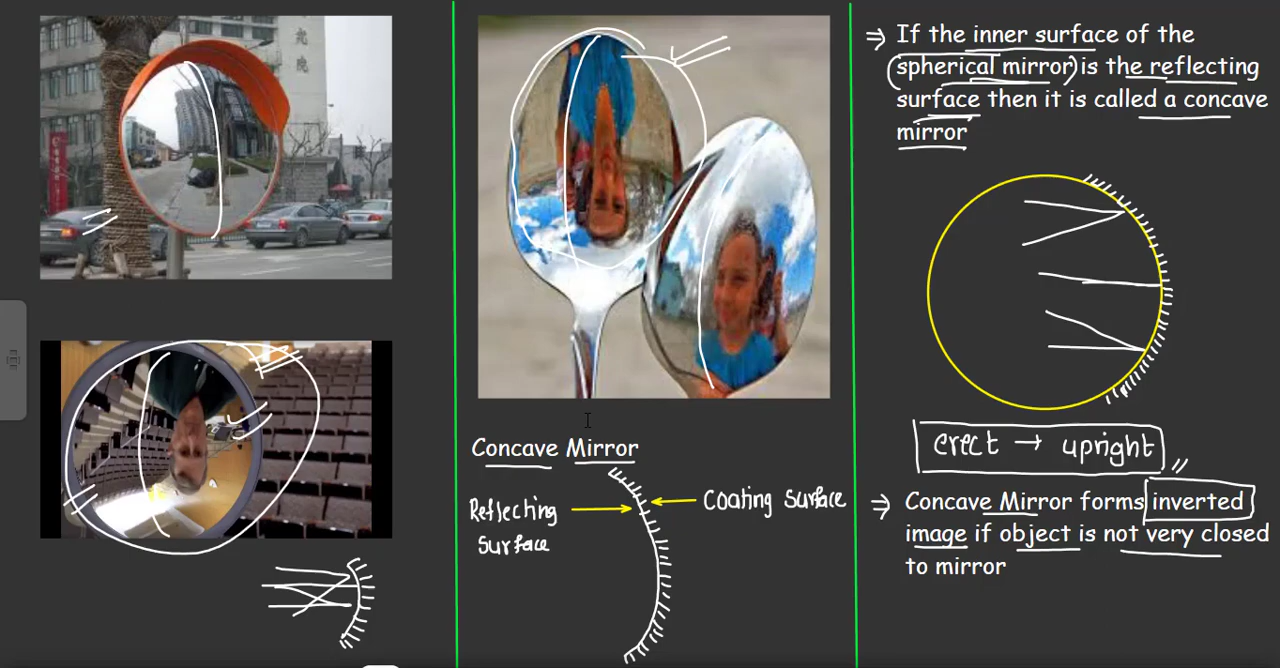 九
院
Concave Mirror
Reflecting
Surface
Coating Surface
⇒ If the inner surface of the
spherical mirror is the reflecting
surface then it is called a concave
mirror
erect → upright
⇒ Concave Mirror forms inverted
image if object is not very closed
to mirror